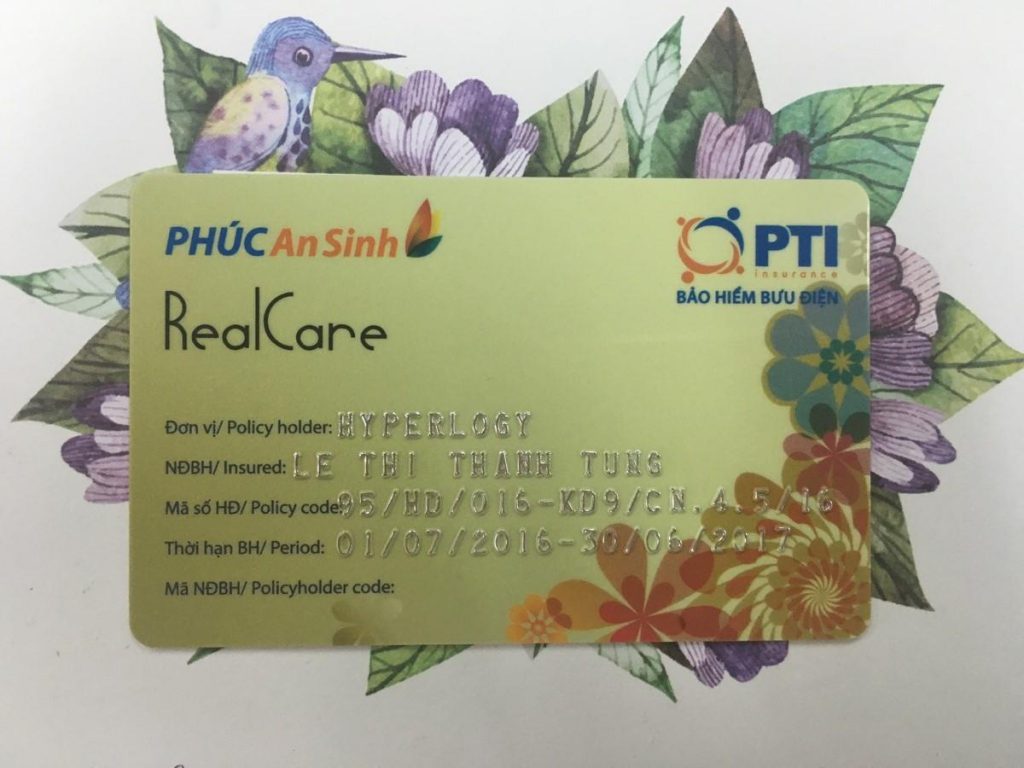 PHÚC An Sinh
PTI
insurance
BẢO HIỂM BƯU ĐIỆN
RealCare
Đơn vị/ Policy holder: HYPERLOGY
NĐBH/ Insured: LE THI THANH TUNG
Mã số HĐ/ Policy code: 95/HD/016-KD9/CN.4.5/16
Thời hạn BH/ Period: 01/07/2016-30/06/2017
Mã NĐBH/ Policyholder code: